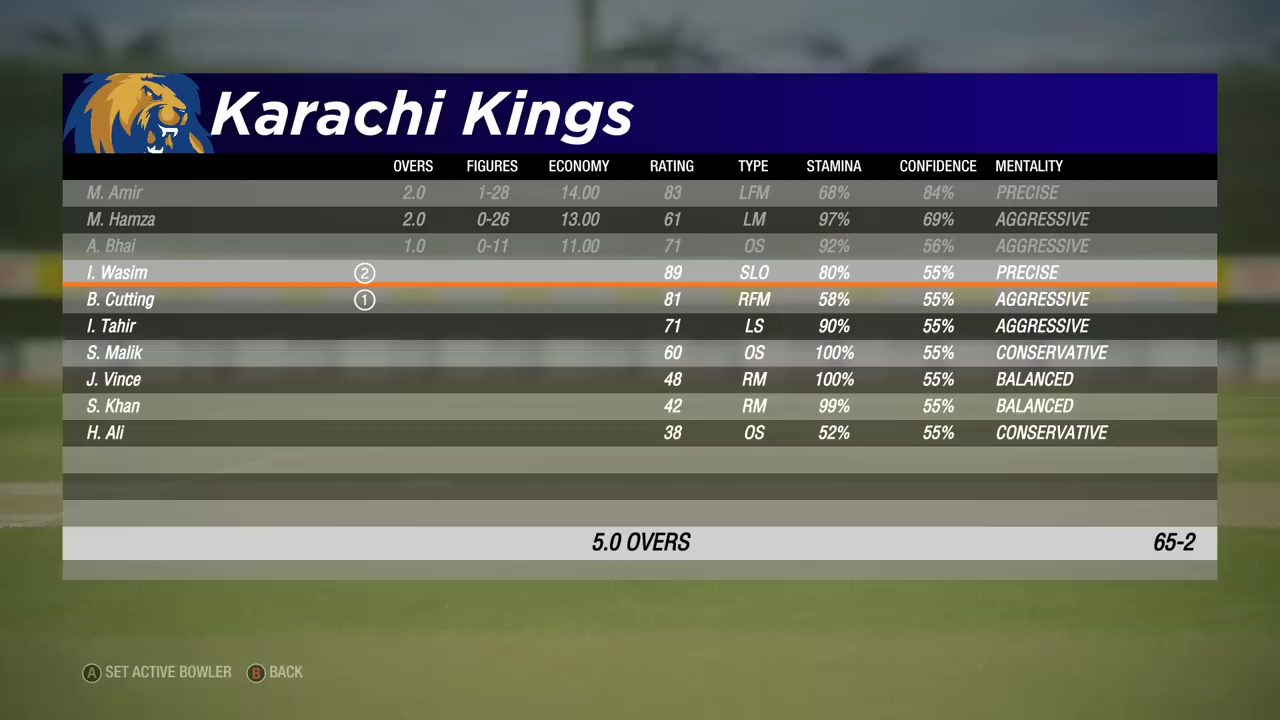 Karachi Kings
OVERS FIGURES ECONOMY RATING TYPE STAMINA CONFIDENCE MENTALITY
M. Amir 2.0 1-28 14.00 83 LFM 68% 84% PRECISE
M. Hamza 2.0 0-26 13.00 61 LM 97% 69% AGGRESSIVE
A. Bhai 1.0 0-11 11.00 71 OS 92% 56% AGGRESSIVE
I. Wasim 2 89 SLO 80% 55% PRECISE
B. Cutting 1 81 RFM 58% 55% AGGRESSIVE
I. Tahir 71 LS 90% 55% AGGRESSIVE
S. Malik 60 OS 100% 55% CONSERVATIVE
J. Vince 48 RM 100% 55% BALANCED
S. Khan 42 RM 99% 55% BALANCED
H. Ali 38 OS 52% 55% CONSERVATIVE
5.0 OVERS 65-2
A SET ACTIVE BOWLER B BACK